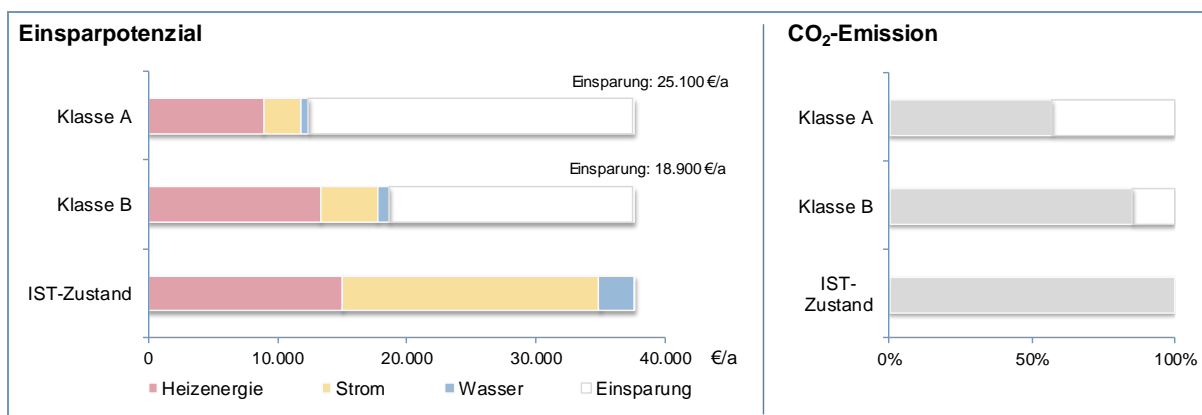 Einsparpotenzial
Einsparung: 25.100 €/a
Klasse A
Einsparung: 18.900 €/a
Klasse B
IST-Zustand
0 10.000 20.000 30.000 40.000 €/a
Heizenergie Strom Wasser Einsparung
CO₂-Emission
Klasse A
Klasse B
IST-
Zustand
0% 50% 100%